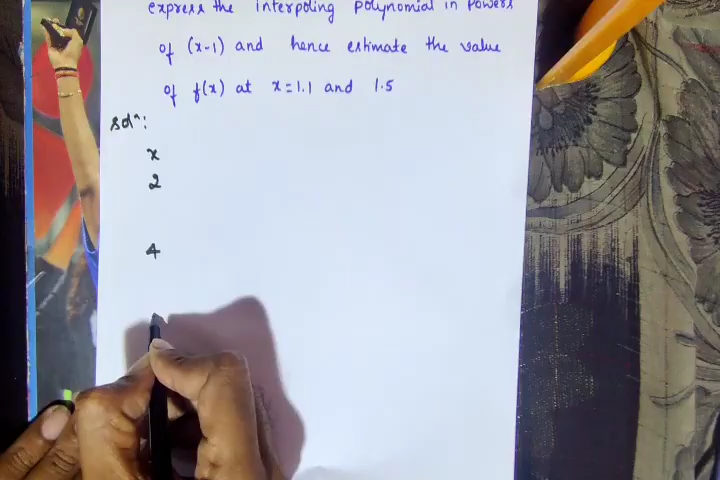 express the interpoling polynomial in powers
of (x-1) and hence estimate the value
of f(x) at x=1.1 and 1.5
solⁿ:
x
2
4